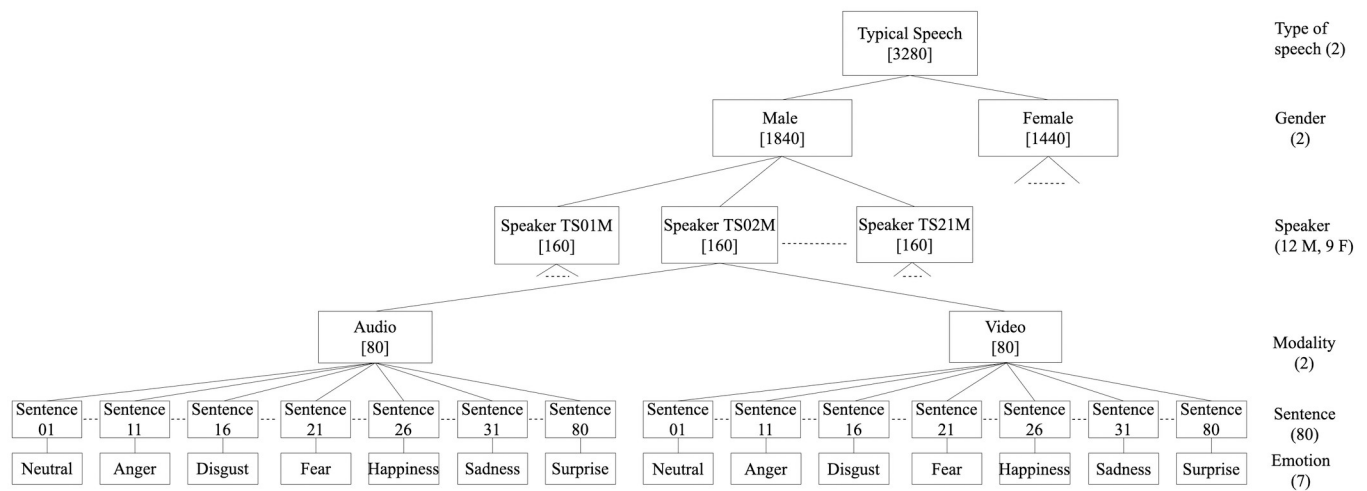 Typical Speech
[3280]
Type of
speech (2)
Male
[1840]
Female
[1440]
Gender
(2)
Speaker TS01M
[160]
Speaker TS02M
[160]
Speaker TS21M
[160]
Speaker
(12 M, 9 F)
Audio
[80]
Video
[80]
Modality
(2)
Sentence
01
Sentence
11
Sentence
16
Sentence
21
Sentence
26
Sentence
31
Sentence
80
Sentence
01
Sentence
11
Sentence
16
Sentence
21
Sentence
26
Sentence
31
Sentence
80
Sentence
(80)
Neutral
Anger
Disgust
Fear
Happiness
Sadness
Surprise
Neutral
Anger
Disgust
Fear
Happiness
Sadness
Surprise
Emotion
(7)